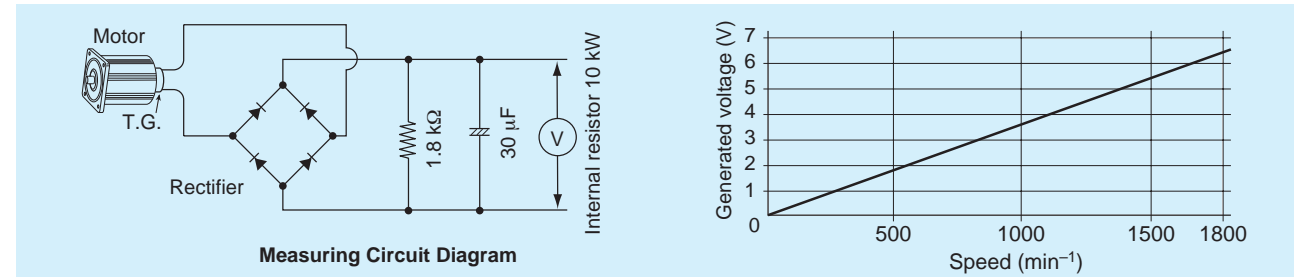 Motor
T.G.
Rectifier
1.8 kΩ
30 µF
V
Internal resistor 10 kW
Measuring Circuit Diagram
Generated voltage (V)
7
6
5
4
3
2
1
0
500
1000
1500
1800
Speed (min–1)